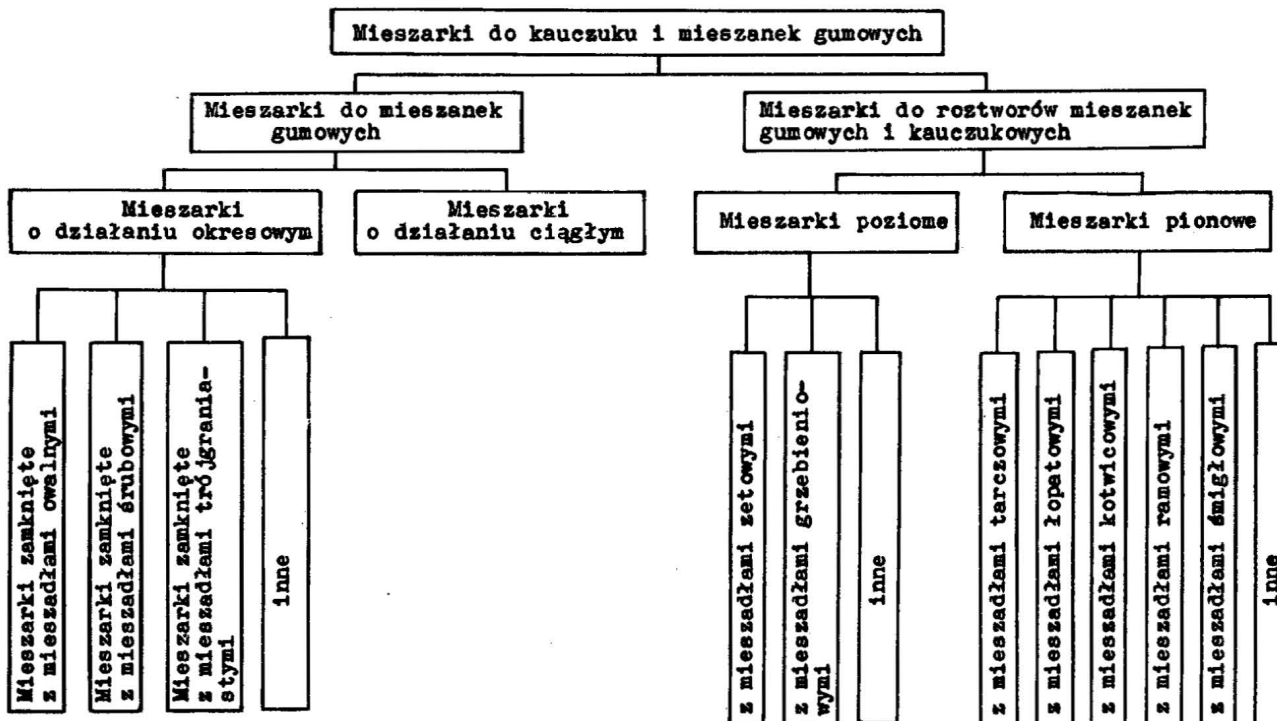 Mieszarki do kauczuku i mieszanek gumowych
Mieszarki do mieszanek
gumowych
Mieszarki do roztworów mieszanek
gumowych i kauczukowych
Mieszarki
o działaniu okresowym
Mieszarki
o działaniu ciągłym
Mieszarki poziome
Mieszarki pionowe
Mieszarki zamknięte
z mieszadłami owalnymi
Mieszarki zamknięte
z mieszadłami śrubowymi
Mieszarki zamknięte
z mieszadłami trójgrania-
stymi
inne
z mieszadłami zetowymi
z mieszadłami grzebienio-
wymi
inne
z mieszadłami tarczowymi
z mieszadłami łopatowymi
z mieszadłami kotwicowymi
z mieszadłami ramowymi
z mieszadłami śmigłowymi
inne